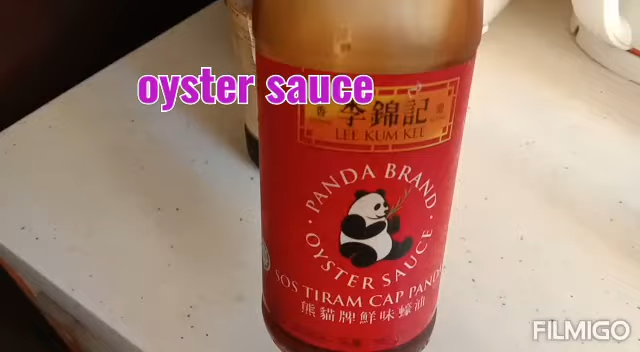 oyster sauce
李錦記
LEE KUM KEE
PANDA BRAND
OYSTER SAUCE
SOS TIRAM CAP PANDA
熊貓牌鮮味蠔油
FILMIGO